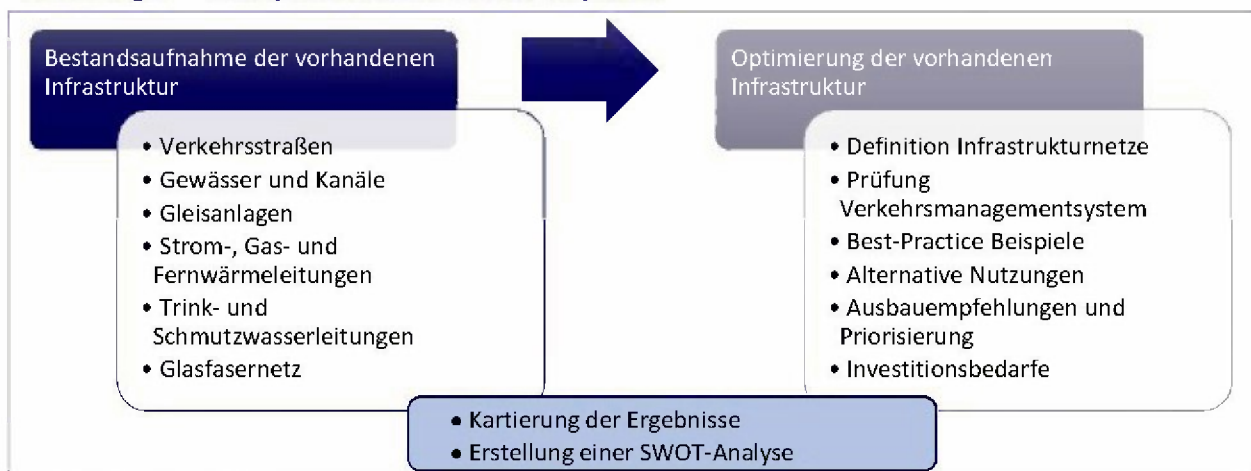 Bestandsaufnahme der vorhandenen
Infrastruktur
• Verkehrsstraßen
• Gewässer und Kanäle
• Gleisanlagen
• Strom-, Gas- und
Fernwärmeleitungen
• Trink- und
Schmutzwasserleitungen
• Glasfasernetz
Optimierung der vorhandenen
Infrastruktur
• Definition Infrastrukturnetze
• Prüfung
Verkehrsmanagementsystem
• Best-Practice Beispiele
• Alternative Nutzungen
• Ausbauempfehlungen und
Priorisierung
• Investitionsbedarfe
• Kartierung der Ergebnisse
• Erstellung einer SWOT-Analyse